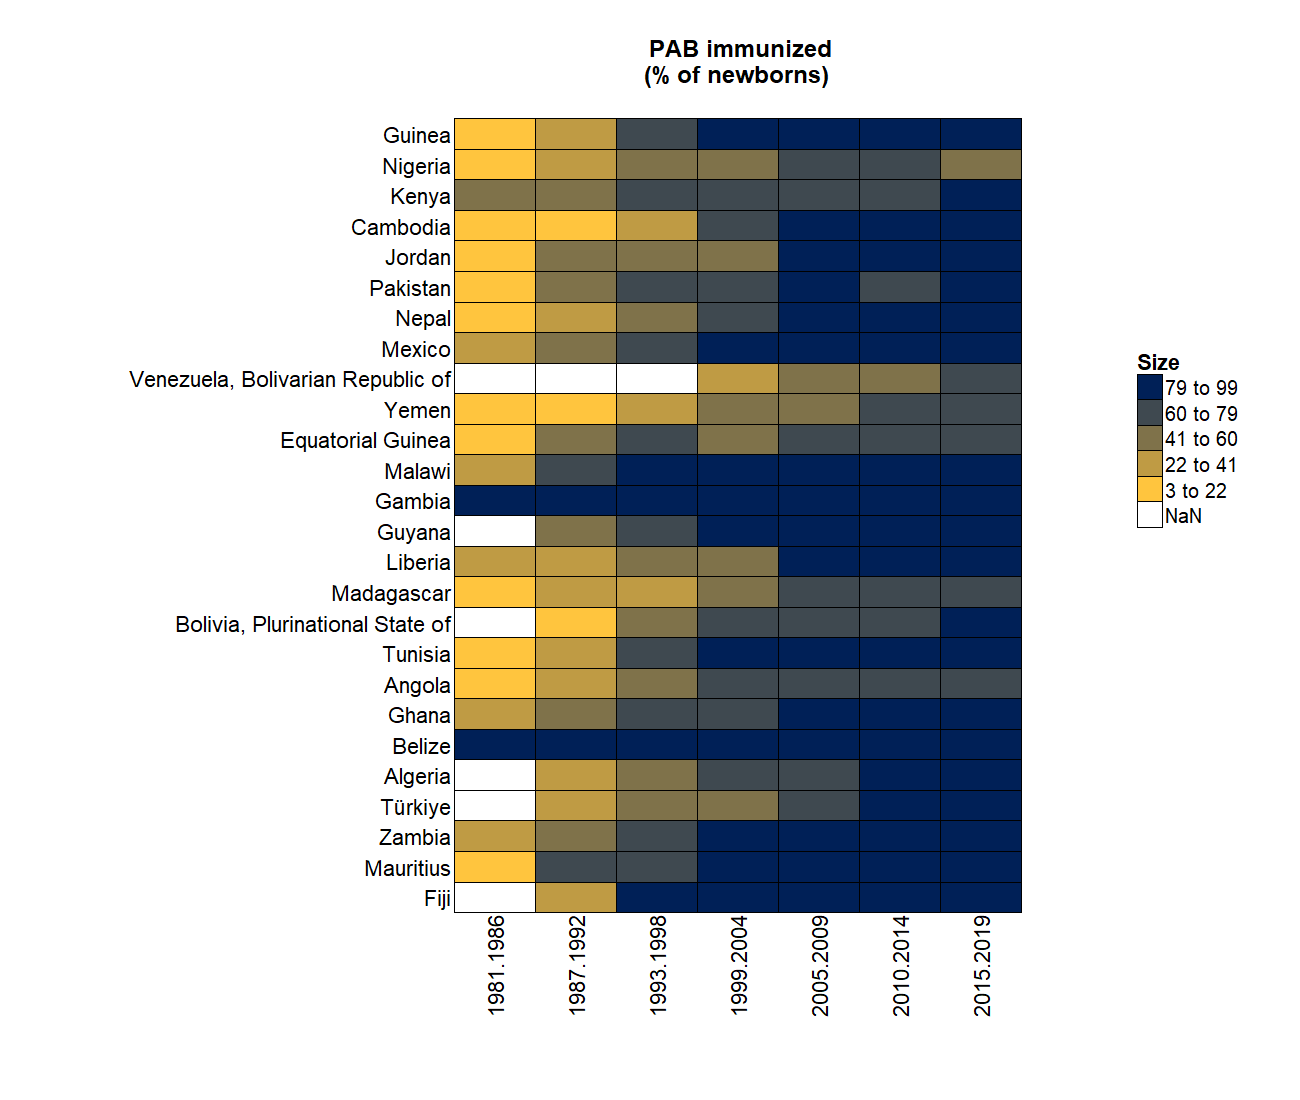 PAB immunized
(% of newborns)
Guinea
Nigeria
Kenya
Cambodia
Jordan
Pakistan
Nepal
Mexico
Venezuela, Bolivarian Republic of
Yemen
Equatorial Guinea
Malawi
Gambia
Guyana
Liberia
Madagascar
Bolivia, Plurinational State of
Tunisia
Angola
Ghana
Belize
Algeria
Türkiye
Zambia
Mauritius
Fiji
1981.1986
1987.1992
1993.1998
1999.2004
2005.2009
2010.2014
2015.2019
Size
79 to 99
60 to 79
41 to 60
22 to 41
3 to 22
NaN